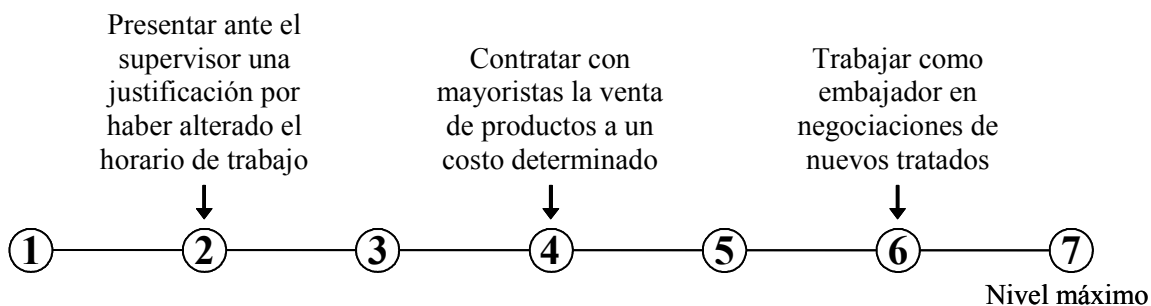 Presentar ante el
supervisor una
justificación por
haber alterado el
horario de trabajo
Contratar con
mayoristas la venta
de productos a un
costo determinado
Trabajar como
embajador en
negociaciones de
nuevos tratados
1 2 3 4 5 6 7
Nivel máximo